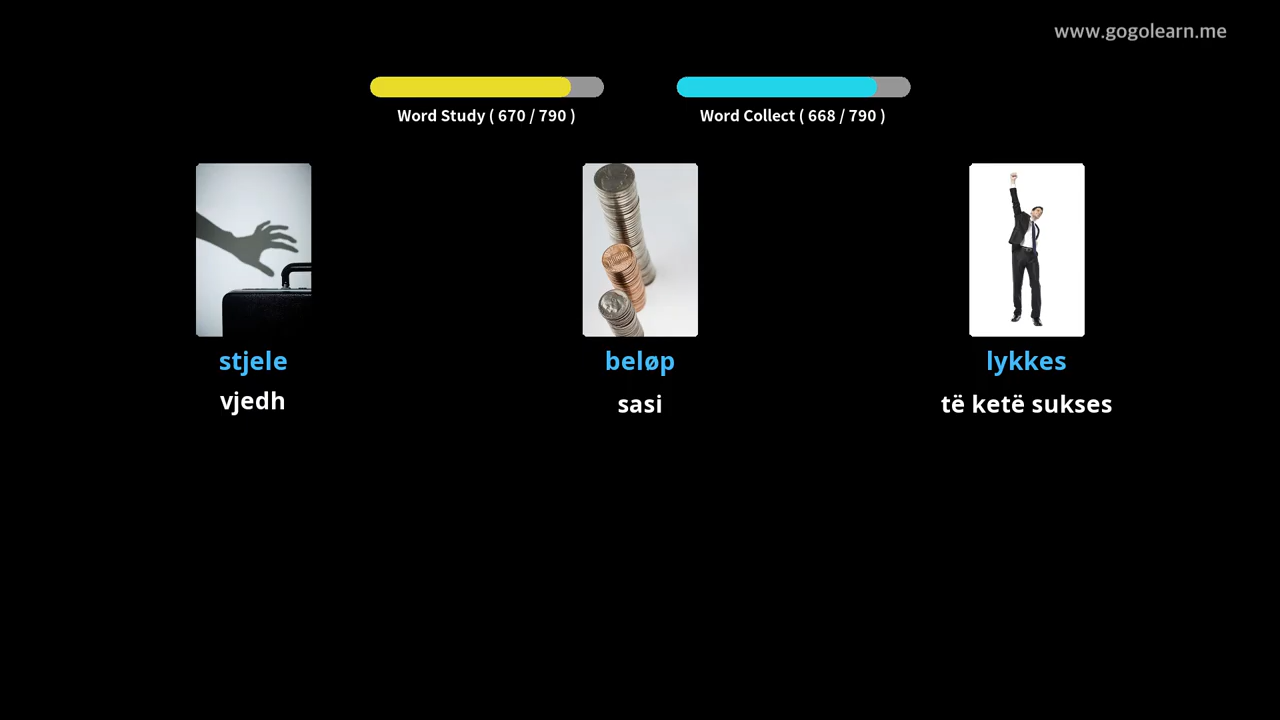 www.gogolearn.me
Word Study ( 670 / 790 )
Word Collect ( 668 / 790 )
stjele
beløp
lykkes
vjedh
sasi
të ketë sukses